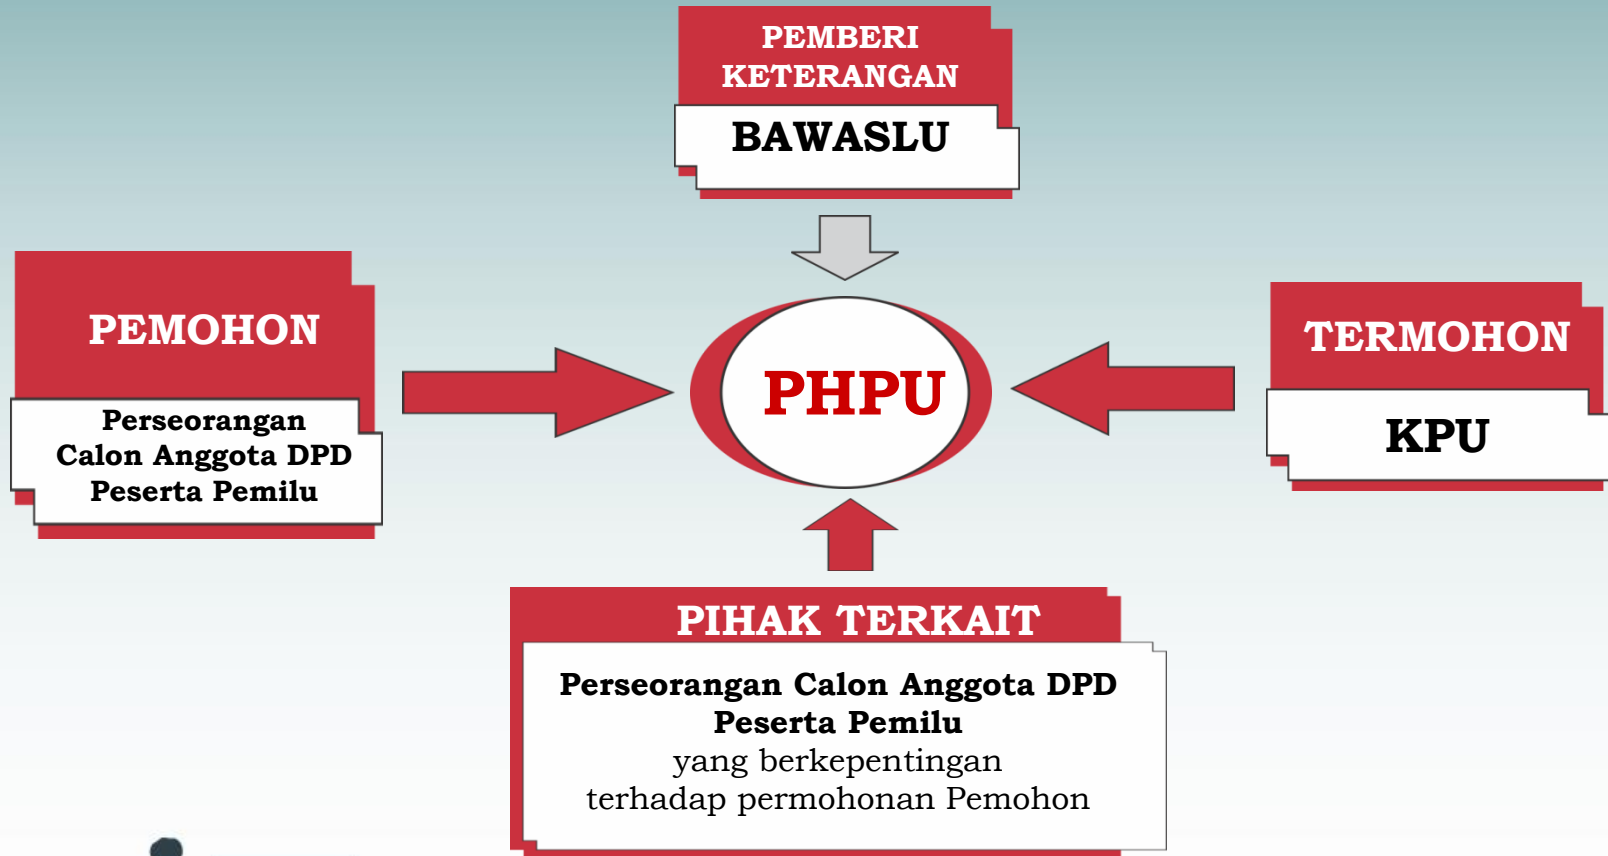 PEMBERI
KETERANGAN
BAWASLU
PEMOHON
Perseorangan
Calon Anggota DPD
Peserta Pemilu
PHPU
TERMOHON
KPU
PIHAK TERKAIT
Perseorangan Calon Anggota DPD
Peserta Pemilu
yang berkepentingan
terhadap permohonan Pemohon